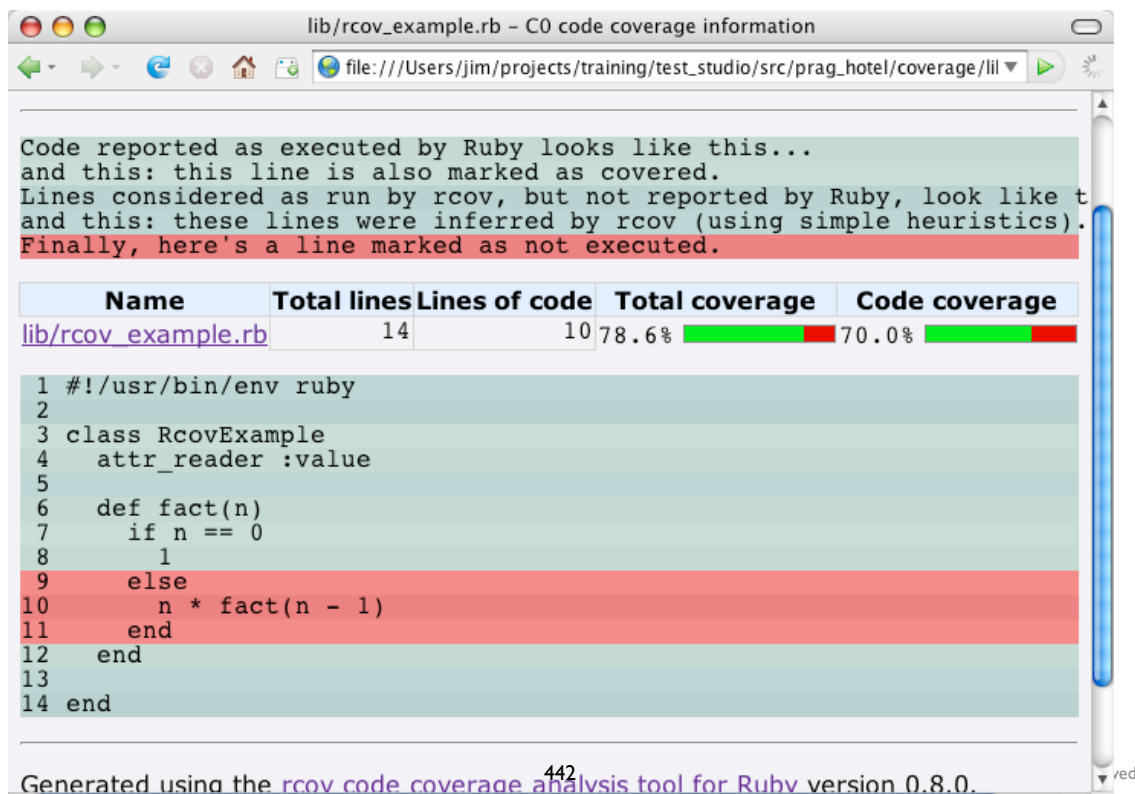 lib/rcov_example.rb – C0 code coverage information
file:///Users/jim/projects/training/test_studio/src/prag_hotel/coverage/lil
Code reported as executed by Ruby looks like this...
and this: this line is also marked as covered.
Lines considered as run by rcov, but not reported by Ruby, look like t
and this: these lines were inferred by rcov (using simple heuristics).
Finally, here's a line marked as not executed.
Name Total lines Lines of code Total coverage Code coverage
lib/rcov_example.rb 14 10 78.6% 70.0%
1 #!/usr/bin/env ruby
2
3 class RcovExample
4   attr_reader :value
5
6   def fact(n)
7     if n == 0
8       1
9     else
10       n * fact(n - 1)
11     end
12   end
13
14 end
442
Generated using the rcov code coverage analysis tool for Ruby version 0.8.0.
ved